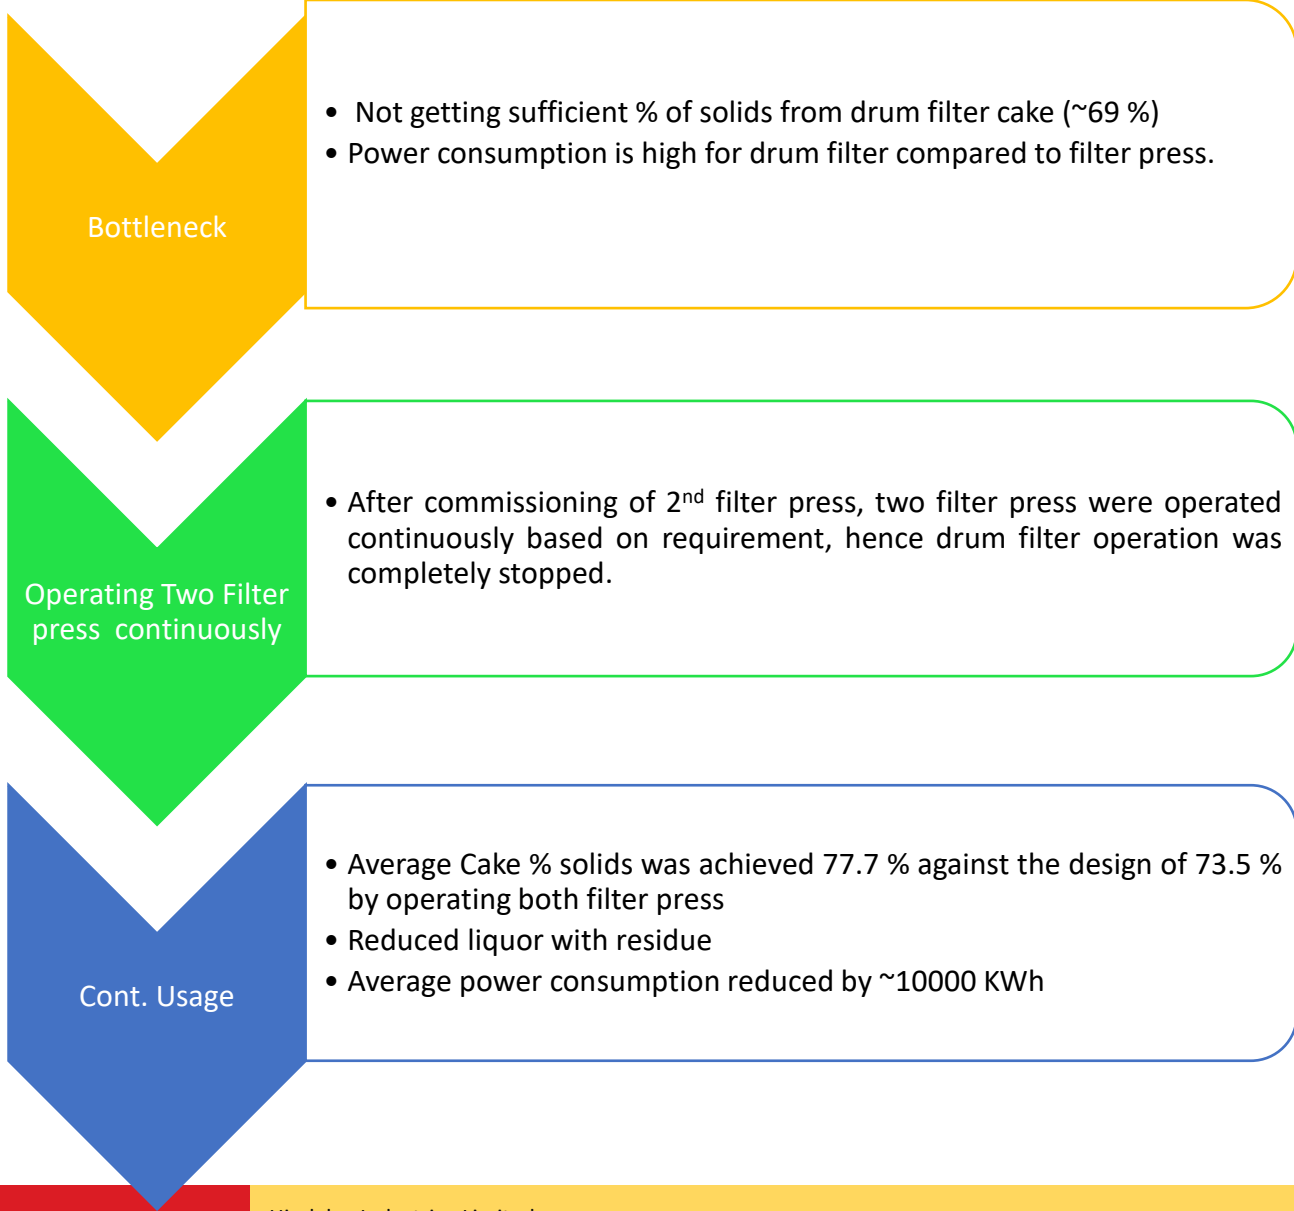 Bottleneck
• Not getting sufficient % of solids from drum filter cake (~69 %)
• Power consumption is high for drum filter compared to filter press.
Operating Two Filter
press continuously
• After commissioning of 2nd filter press, two filter press were operated
continuously based on requirement, hence drum filter operation was
completely stopped.
Cont. Usage
• Average Cake % solids was achieved 77.7 % against the design of 73.5 %
by operating both filter press
• Reduced liquor with residue
• Average power consumption reduced by ~10000 KWh